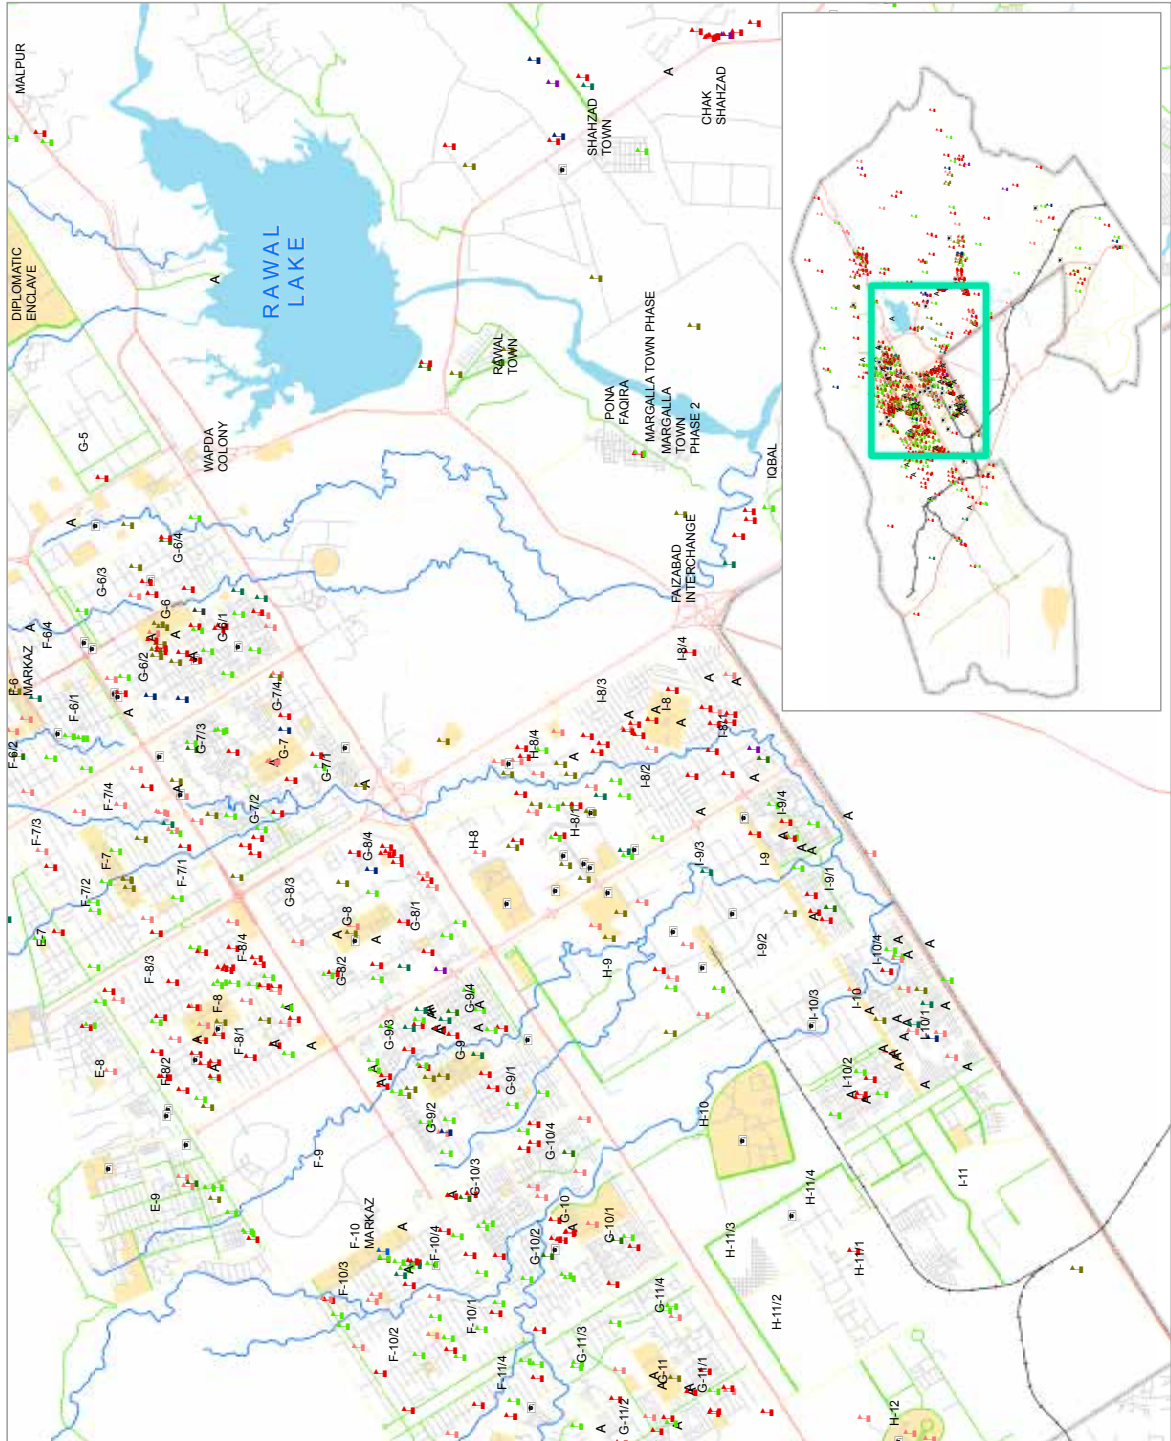 MALPUR
DIPLOMATIC
ENCLAVE
RAWAL
LAKE
SHAHZAD
TOWN
CHAK
SHAHZAD
G-5
WAPDA
COLONY
RAWAL
TOWN
PONA
FAQIRA
MARGALLA TOWN PHASE
MARGALLA
TOWN
PHASE 2
IQBAL
FAIZABAD
INTERCHANGE
F-6
MARKAZ
F-6/4
F-6/1
F-6/2
G-6/4
G-6/3
G-6
G-6/1
G-6/2
G-7/4
G-7/3
G-7
G-7/1
G-7/2
F-7/4
F-7/3
F-7
F-7/2
F-7/1
E-7
I-8/4
I-8/3
I-8
I-8/1
I-8/2
H-8/4
H-8/1
H-8
G-8/4
G-8/3
G-8
G-8/1
G-8/2
F-8/4
F-8/3
F-8
F-8/1
F-8/2
E-8
I-9/4
I-9/3
I-9
I-9/1
I-9/2
H-9
G-9/4
G-9/3
G-9
G-9/1
G-9/2
F-9
E-9
I-10/4
I-10/3
I-10
I-10/1
I-10/2
H-10
G-10/4
G-10/3
G-10
G-10/1
G-10/2
F-10
MARKAZ
F-10/4
F-10/3
F-10/1
F-10/2
I-11
H-11/4
H-11/3
H-11/1
H-11/2
G-11/4
G-11/3
G-11
G-11/1
G-11/2
F-11/4
H-12